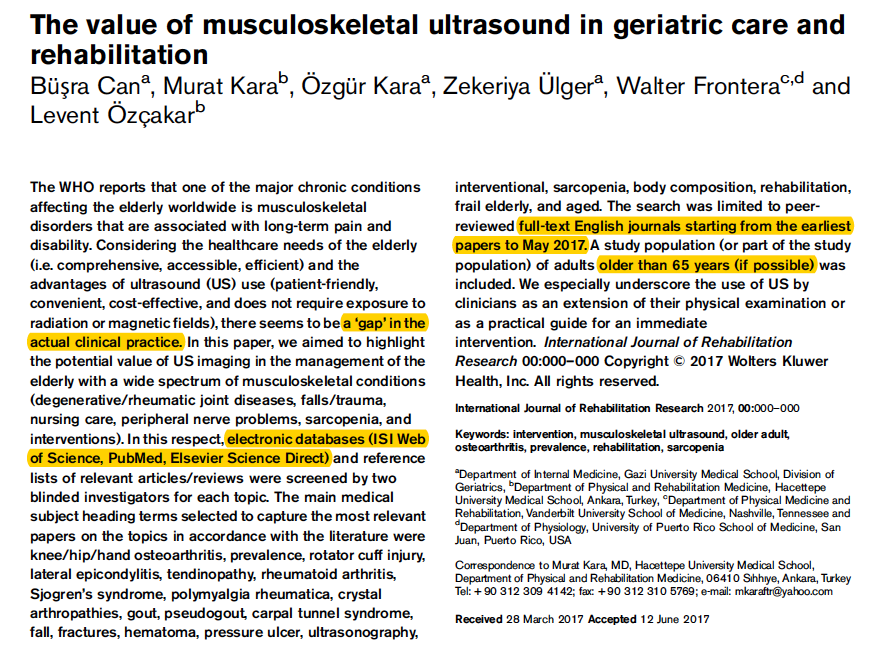 The value of musculoskeletal ultrasound in geriatric care and
rehabilitation
Büşra Canᵃ, Murat Karaᵇ, Özgür Karaᵃ, Zekeriya Ülgerᵃ, Walter Fronteraᶜ,ᵈ and
Levent Özçakarᵇ
The WHO reports that one of the major chronic conditions
affecting the elderly worldwide is musculoskeletal
disorders that are associated with long-term pain and
disability. Considering the healthcare needs of the elderly
(i.e. comprehensive, accessible, efficient) and the
advantages of ultrasound (US) use (patient-friendly,
convenient, cost-effective, and does not require exposure to
radiation or magnetic fields), there seems to be a ‘gap’ in the
actual clinical practice. In this paper, we aimed to highlight
the potential value of US imaging in the management of the
elderly with a wide spectrum of musculoskeletal conditions
(degenerative/rheumatic joint diseases, falls/trauma,
nursing care, peripheral nerve problems, sarcopenia, and
interventions). In this respect, electronic databases (ISI Web
of Science, PubMed, Elsevier Science Direct) and reference
lists of relevant articles/reviews were screened by two
blinded investigators for each topic. The main medical
subject heading terms selected to capture the most relevant
papers on the topics in accordance with the literature were
knee/hip/hand osteoarthritis, prevalence, rotator cuff injury,
lateral epicondylitis, tendinopathy, rheumatoid arthritis,
Sjogren's syndrome, polymyalgia rheumatica, crystal
arthropathies, gout, pseudogout, carpal tunnel syndrome,
fall, fractures, hematoma, pressure ulcer, ultrasonography,
interventional, sarcopenia, body composition, rehabilitation,
frail elderly, and aged. The search was limited to peer-
reviewed full-text English journals starting from the earliest
papers to May 2017. A study population (or part of the study
population) of adults older than 65 years (if possible) was
included. We especially underscore the use of US by
clinicians as an extension of their physical examination or
as a practical guide for an immediate
intervention. International Journal of Rehabilitation
Research 00:000–000 Copyright © 2017 Wolters Kluwer
Health, Inc. All rights reserved.
International Journal of Rehabilitation Research 2017, 00:000–000
Keywords: intervention, musculoskeletal ultrasound, older adult,
osteoarthritis, prevalence, rehabilitation, sarcopenia
ᵃDepartment of Internal Medicine, Gazi University Medical School, Division of
Geriatrics, ᵇDepartment of Physical and Rehabilitation Medicine, Hacettepe
University Medical School, Ankara, Turkey, ᶜDepartment of Physical Medicine and
Rehabilitation, Vanderbilt University School of Medicine, Nashville, Tennessee and
ᵈDepartment of Physiology, University of Puerto Rico School of Medicine, San
Juan, Puerto Rico, USA
Correspondence to Murat Kara, MD, Hacettepe University Medical School,
Department of Physical and Rehabilitation Medicine, 06410 Sıhhıye, Ankara, Turkey
Tel: + 90 312 309 4142; fax: +90 312 310 5769; e-mail: mkaraftr@yahoo.com
Received 28 March 2017 Accepted 12 June 2017